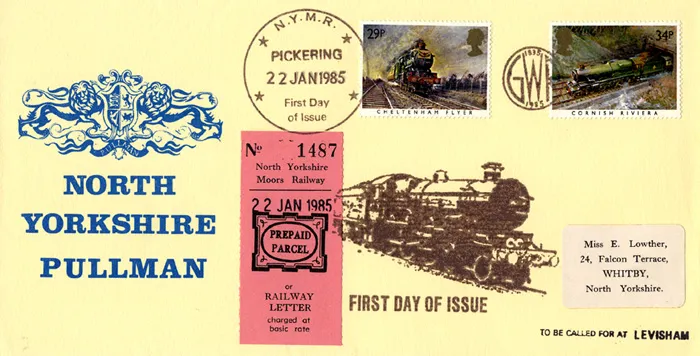 PULLMAN
NORTH
YORKSHIRE
PULLMAN
N.Y.M.R.
PICKERING
22 JAN 1985
First Day
of Issue
29P
CHELTENHAM FLYER
1935
GWR
1985
34P
CORNISH RIVIERA
No 1487
North Yorkshire
Moors Railway
22 JAN 1985
PREPAID
PARCEL
or
RAILWAY
LETTER
charged at
basic rate
FIRST DAY OF ISSUE
Miss E. Lowther,
24, Falcon Terrace,
WHITBY,
North Yorkshire.
TO BE CALLED FOR AT LEVISHAM